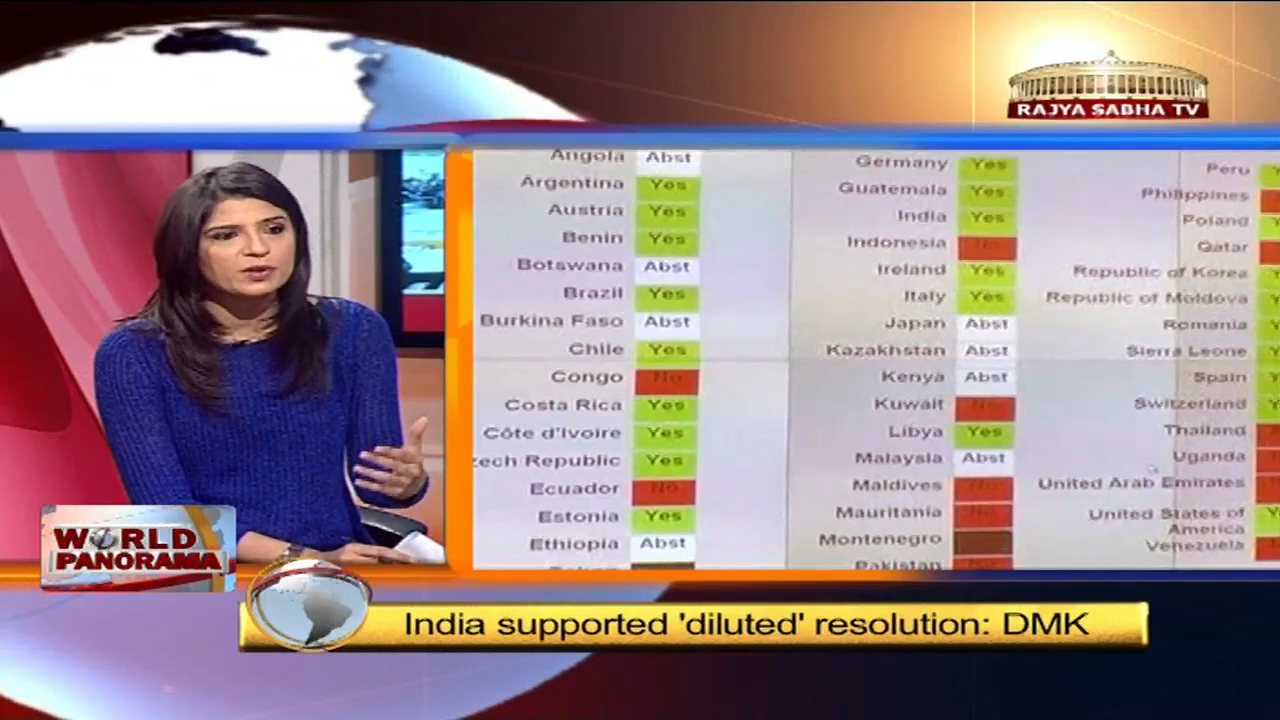 RAJYA SABHA TV
Angola Abst
Argentina Yes
Austria Yes
Benin Yes
Botswana Abst
Brazil Yes
Burkina Faso Abst
Chile Yes
Congo No
Costa Rica Yes
Côte d'Ivoire Yes
zech Republic Yes
Ecuador No
Estonia Yes
Ethiopia Abst
Germany Yes
Guatemala Yes
India Yes
Indonesia No
Ireland Yes
Italy Yes
Japan Abst
Kazakhstan Abst
Kenya Abst
Kuwait No
Libya Yes
Malaysia Abst
Maldives No
Mauritania No
Montenegro
Pakistan
Peru Y
Philippines
Poland Y
Qatar
Republic of Korea Y
Republic of Moldova Y
Romania Y
Sierra Leone Y
Spain Y
Switzerland Y
Thailand
Uganda
United Arab Emirates
United States of Y
America
Venezuela
WORLD
PANORAMA
India supported 'diluted' resolution: DMK